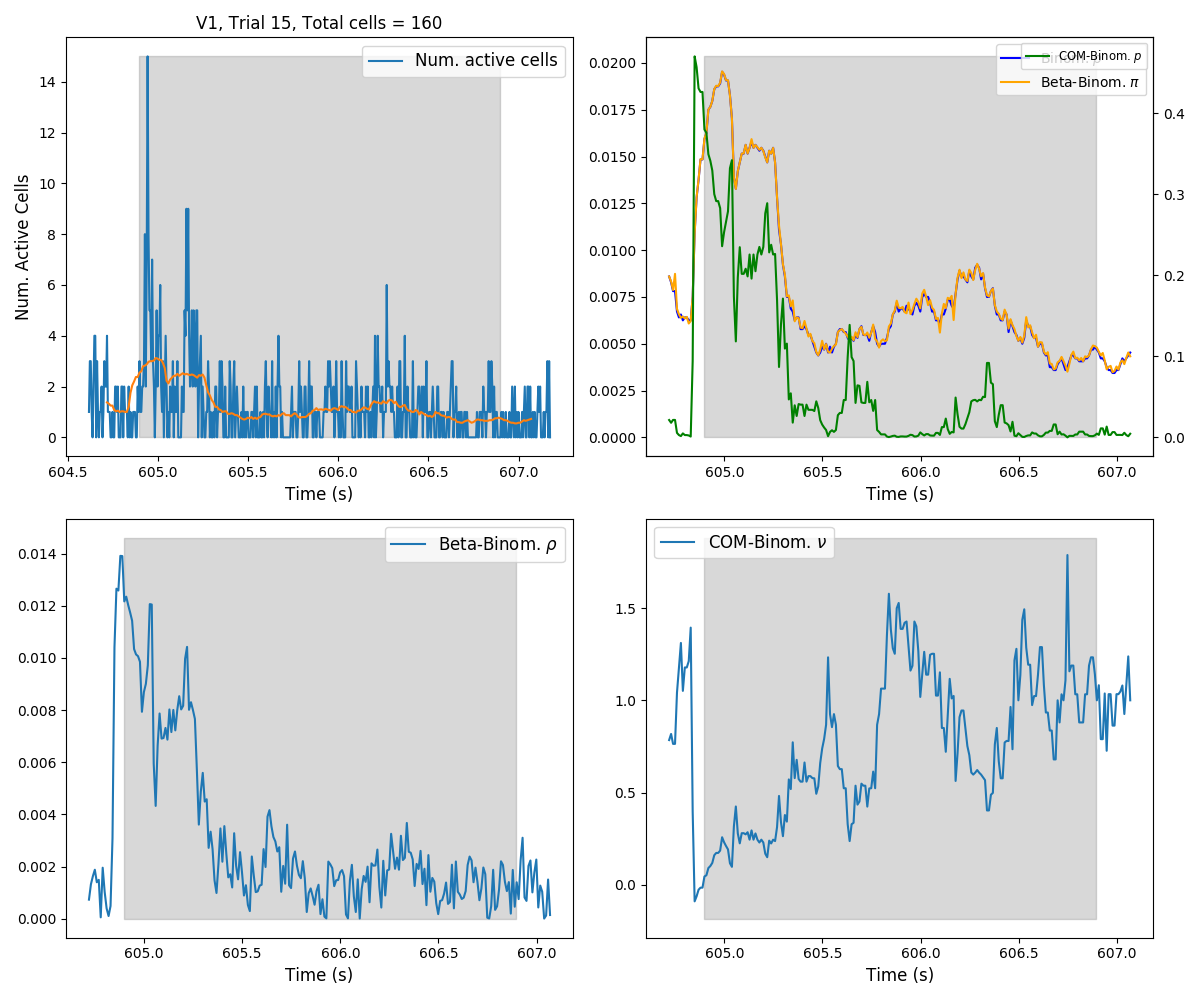 V1, Trial 15, Total cells = 160
Num. active cells
Num. Active Cells
14
12
10
8
6
4
2
0
604.5 605.0 605.5 606.0 606.5 607.0
Time (s)
COM-Binom. p
Beta-Binom. π
0.0200
0.0175
0.0150
0.0125
0.0100
0.0075
0.0050
0.0025
0.0000
0.4
0.3
0.2
0.1
0.0
605.0 605.5 606.0 606.5 607.0
Time (s)
Beta-Binom. ρ
0.014
0.012
0.010
0.008
0.006
0.004
0.002
0.000
605.0 605.5 606.0 606.5 607.0
Time (s)
COM-Binom. ν
1.5
1.0
0.5
0.0
605.0 605.5 606.0 606.5 607.0
Time (s)